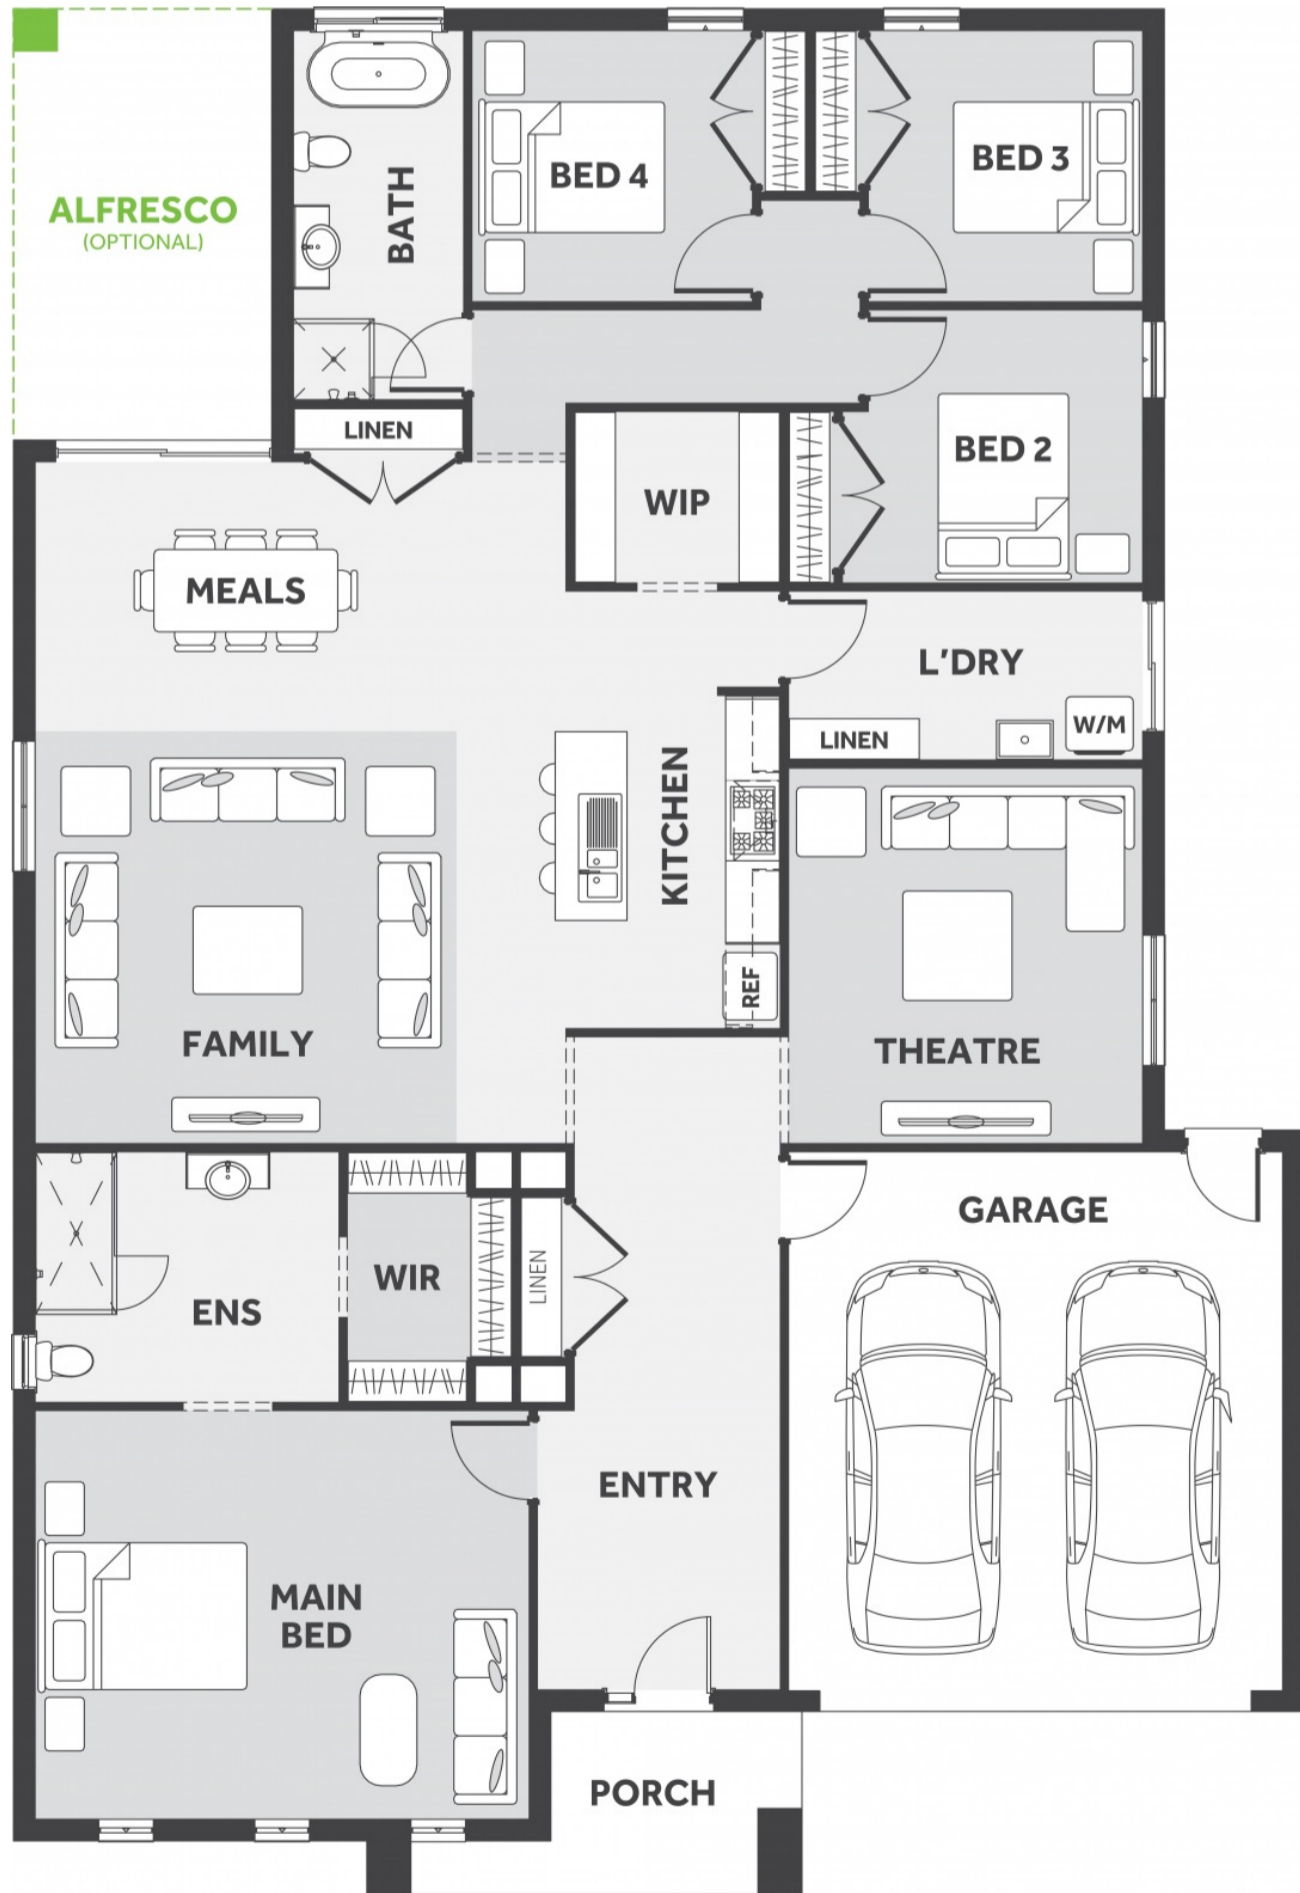 ALFRESCO
(OPTIONAL)
BATH
BED 4
BED 3
LINEN
BED 2
WIP
MEALS
L'DRY
LINEN
W/M
KITCHEN
REF
FAMILY
THEATRE
GARAGE
ENS
WIR
LINEN
ENTRY
MAIN
BED
PORCH